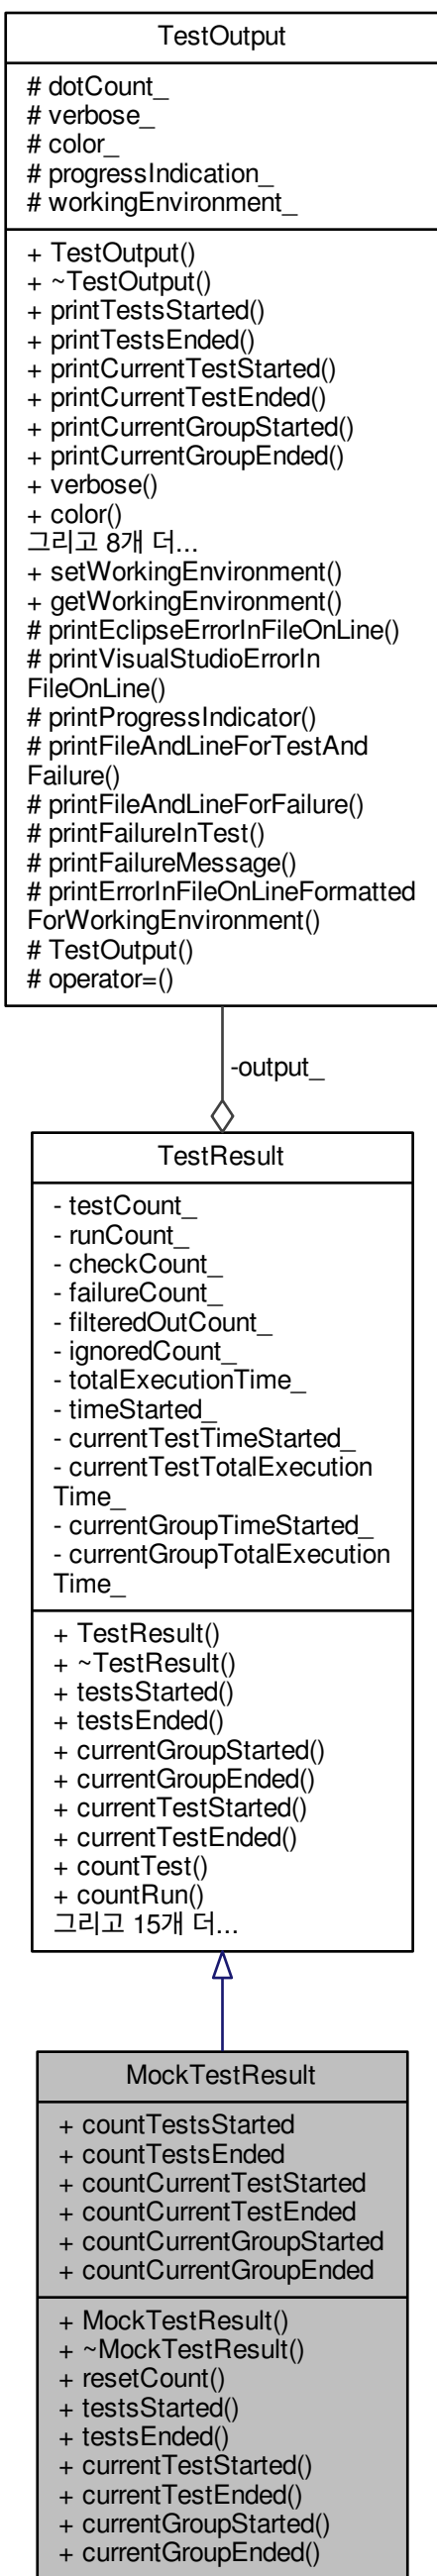 TestOutput
# dotCount_
# verbose_
# color_
# progressIndication_
# workingEnvironment_
+ TestOutput()
+ ~TestOutput()
+ printTestsStarted()
+ printTestsEnded()
+ printCurrentTestStarted()
+ printCurrentTestEnded()
+ printCurrentGroupStarted()
+ printCurrentGroupEnded()
+ verbose()
+ color()
그리고 8개 더...
+ setWorkingEnvironment()
+ getWorkingEnvironment()
# printEclipseErrorInFileOnLine()
# printVisualStudioErrorIn
FileOnLine()
# printProgressIndicator()
# printFileAndLineForTestAnd
Failure()
# printFileAndLineForFailure()
# printFailureInTest()
# printFailureMessage()
# printErrorInFileOnLineFormatted
ForWorkingEnvironment()
# TestOutput()
# operator=()
-output_
TestResult
- testCount_
- runCount_
- checkCount_
- failureCount_
- filteredOutCount_
- ignoredCount_
- totalExecutionTime_
- timeStarted_
- currentTestTimeStarted_
- currentTestTotalExecution
Time_
- currentGroupTimeStarted_
- currentGroupTotalExecution
Time_
+ TestResult()
+ ~TestResult()
+ testsStarted()
+ testsEnded()
+ currentGroupStarted()
+ currentGroupEnded()
+ currentTestStarted()
+ currentTestEnded()
+ countTest()
+ countRun()
그리고 15개 더...
MockTestResult
+ countTestsStarted
+ countTestsEnded
+ countCurrentTestStarted
+ countCurrentTestEnded
+ countCurrentGroupStarted
+ countCurrentGroupEnded
+ MockTestResult()
+ ~MockTestResult()
+ resetCount()
+ testsStarted()
+ testsEnded()
+ currentTestStarted()
+ currentTestEnded()
+ currentGroupStarted()
+ currentGroupEnded()